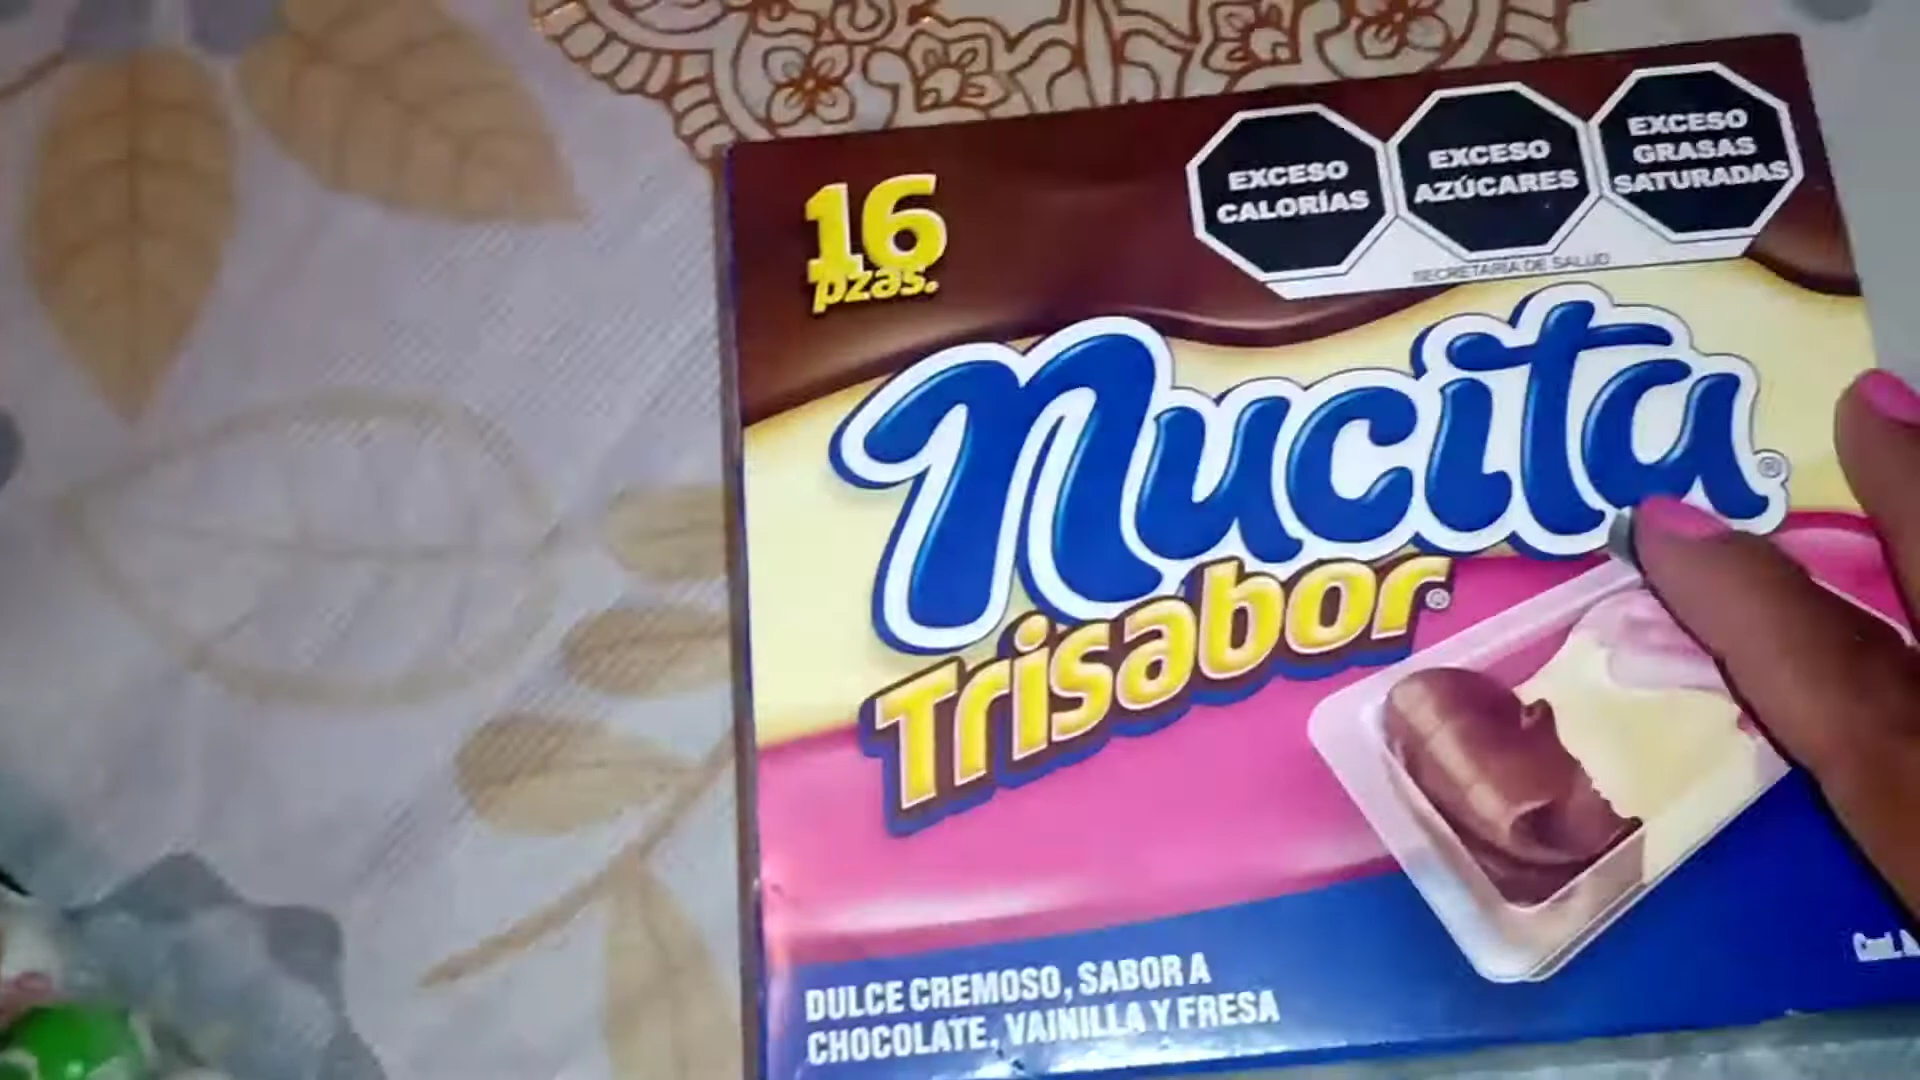 16
pzas.
EXCESO
CALORÍAS
EXCESO
AZÚCARES
EXCESO
GRASAS
SATURADAS
SECRETARÍA DE SALUD
Nucita®
Trisabor®
DULCE CREMOSO, SABOR A
CHOCOLATE, VAINILLA Y FRESA